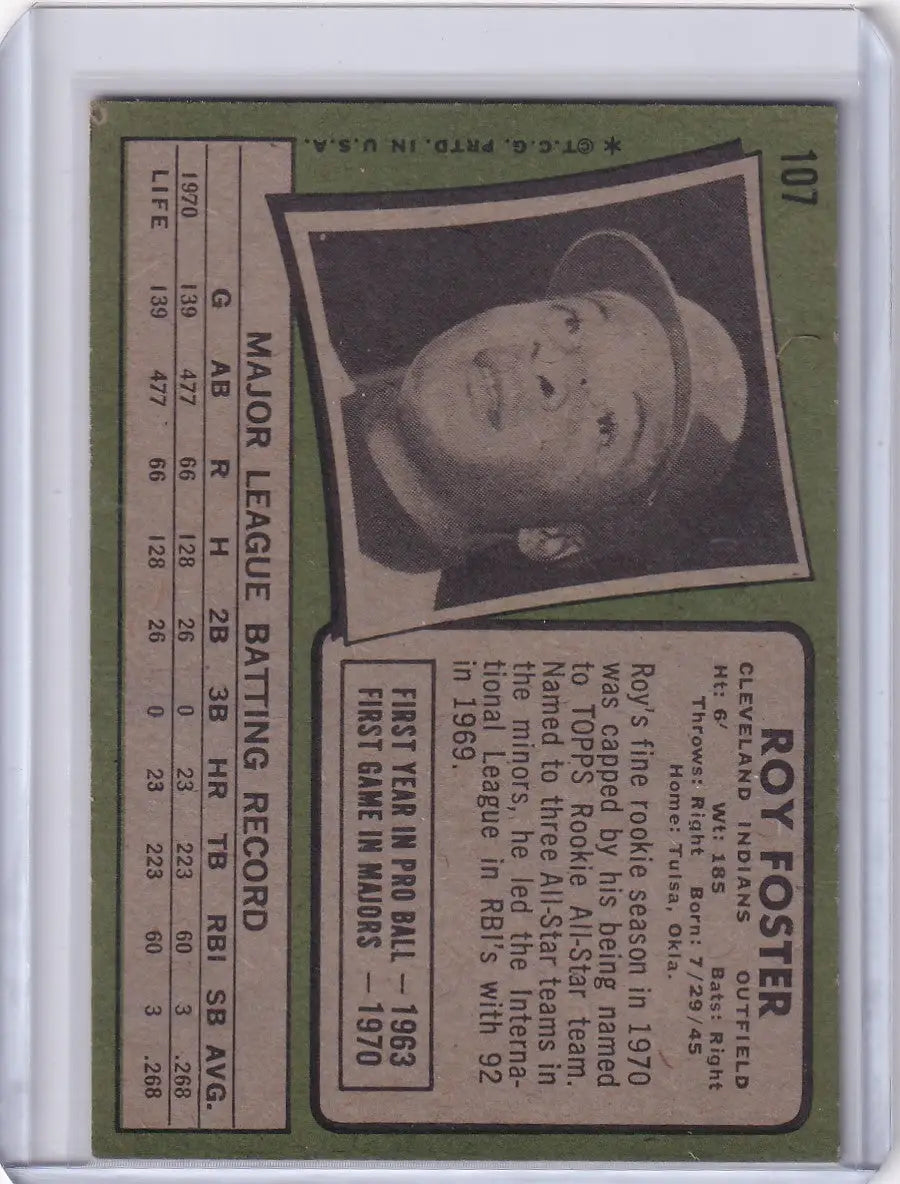 107
* ©T.C.G. PRTD. IN U.S.A.
ROY FOSTER
CLEVELAND INDIANS OUTFIELD
Ht: 6' Wt: 185 Bats: Right
Throws: Right Born: 7/29/45
Home: Tulsa, Okla.
Roy's fine rookie season in 1970
was capped by his being named
to TOPPS Rookie All-Star team.
Named to three All-Star teams in
the minors, he led the Interna-
tional League in RBI's with 92
in 1969.
FIRST YEAR IN PRO BALL — 1963
FIRST GAME IN MAJORS — 1970
MAJOR LEAGUE BATTING RECORD
G AB R H 2B 3B HR TB RBI SB AVG.
1970 139 477 66 128 26 0 23 223 60 3 .268
LIFE 139 477 66 128 26 0 23 223 60 3 .268